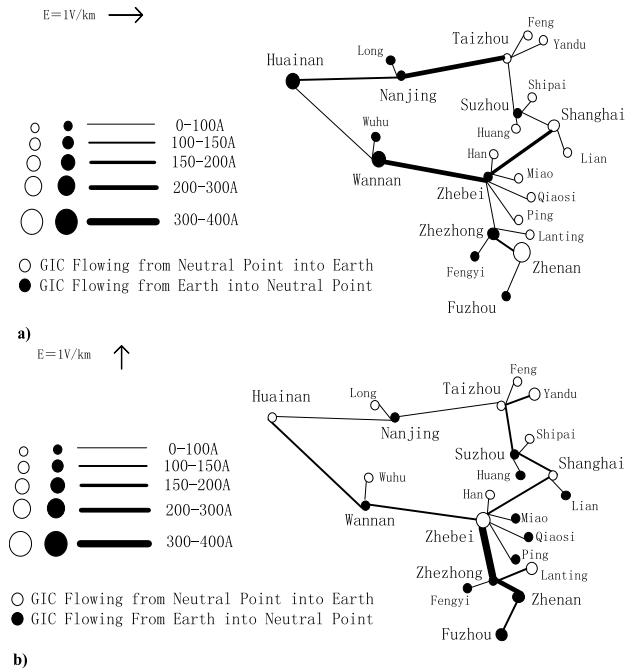 E=1V/km
Feng
Taizhou
Yandu
Long
Huainan
Nanjing
Shipai
Suzhou
Shanghai
Huang
Wuhu
0-100A
100-150A
150-200A
200-300A
300-400A
Han
Lian
Wannan
Miao
Zhebei
Qiaosi
Ping
Zhezhong
Lanting
GIC Flowing from Neutral Point into Earth
Fengyi
Zhenan
GIC Flowing from Earth into Neutral Point
Fuzhou
a)
E=1V/km
Feng
Taizhou
Yandu
Long
Huainan
Nanjing
Shipai
Suzhou
Shanghai
Huang
Wuhu
0-100A
100-150A
150-200A
200-300A
300-400A
Han
Lian
Wannan
Miao
Zhebei
Qiaosi
Ping
Zhezhong
Lanting
GIC Flowing from Neutral Point into Earth
Fengyi
Zhenan
GIC Flowing From Earth into Neutral Point
Fuzhou
b)